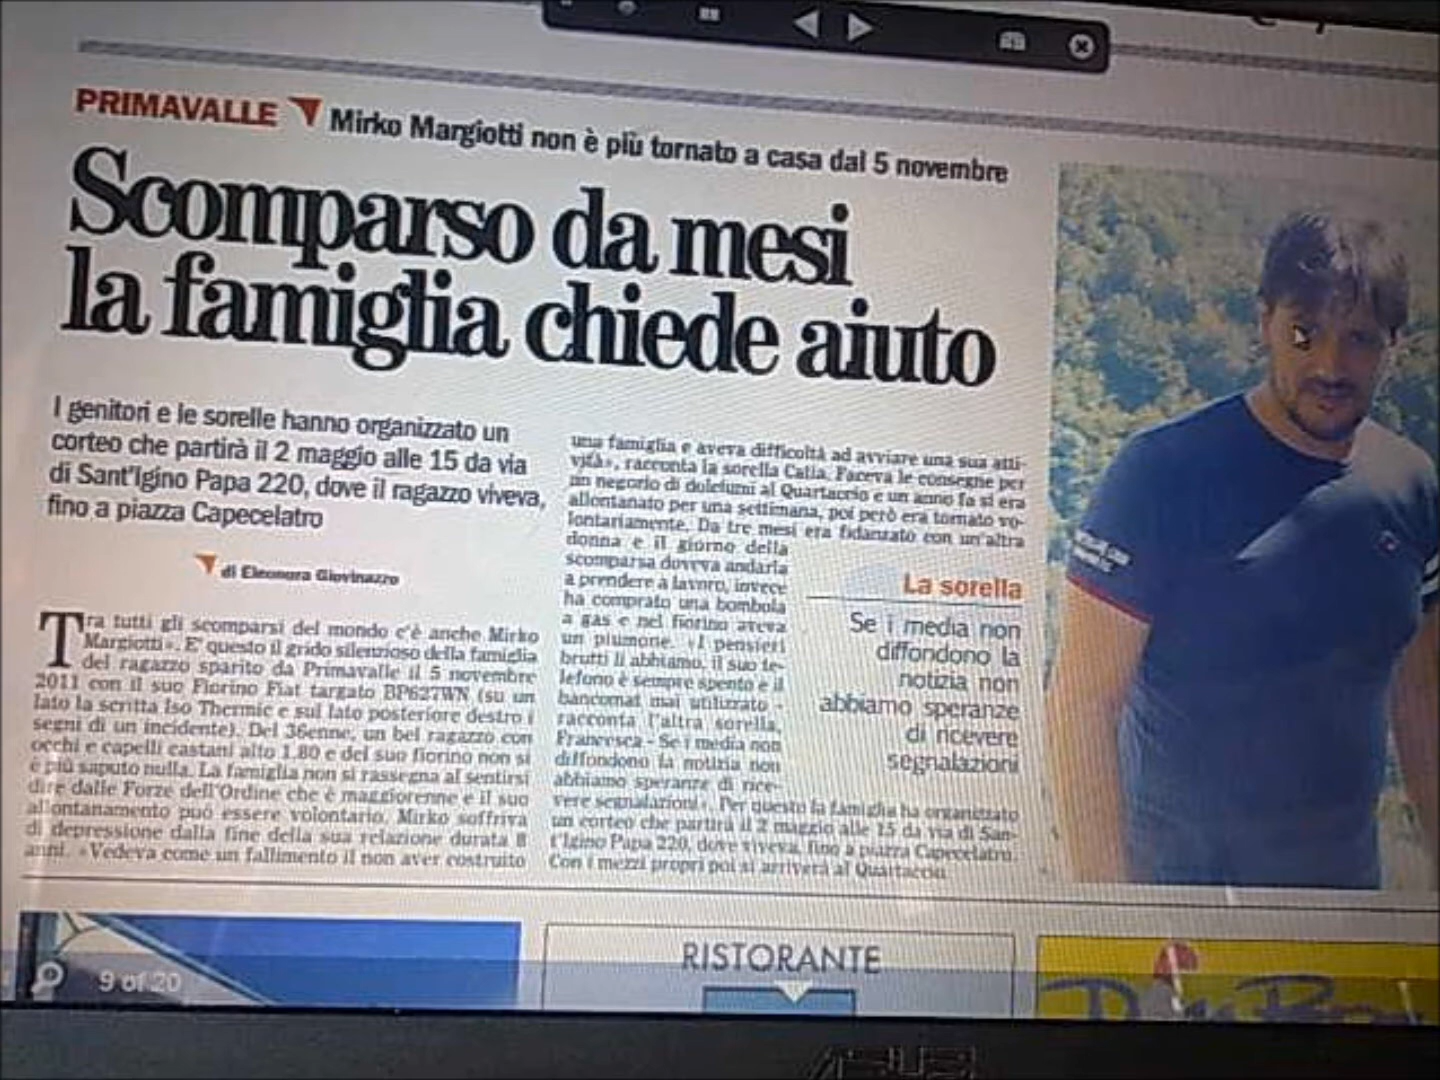 PRIMAVALLE Mirko Margiotti non è più tornato a casa dal 5 novembre
Scomparso da mesi
la famiglia chiede aiuto
I genitori e le sorelle hanno organizzato un
corteo che partirà il 2 maggio alle 15 da via
di Sant'Igino Papa 220, dove il ragazzo viveva,
fino a piazza Capecelatro
di Eleonora Giovinazzo
Tra tutti gli scomparsi del mondo c'è anche Mirko
Margiotti». E' questo il grido silenzioso della famiglia
del ragazzo sparito da Primavalle il 5 novembre
2011 con il suo Fiorino Fiat targato BP627WN (su un
lato la scritta Iso Thermic e sul lato posteriore destro i
segni di un incidente). Del 36enne, un bel ragazzo con
occhi e capelli castani alto 1.80 e del suo fiorino non si
è più saputo nulla. La famiglia non si rassegna al sentirsi
dire dalle Forze dell'Ordine che è maggiorenne e il suo
allontanamento può essere volontario. Mirko soffriva
di depressione dalla fine della sua relazione durata 8
anni. «Vedeva come un fallimento il non aver costruito
una famiglia e aveva difficoltà ad avviare una sua atti-
vità», racconta la sorella Catia. Faceva le consegne per
un negozio di dolciumi al Quartaccio e un anno fa si era
allontanato per una settimana, poi però era tornato vo-
lontariamente. Da tre mesi era fidanzato con un'altra
donna e il giorno della
scomparsa doveva andarla
a prendere a lavoro, invece
ha comprato una bombola
a gas e nel fiorino aveva
un piumone. «I pensieri
brutti li abbiamo, il suo te-
lefono è sempre spento e il
bancomat mai utilizzato -
racconta l'altra sorella,
Francesca - Se i media non
diffondono la notizia non
abbiamo speranze di rice-
vere segnalazioni». Per questo la famiglia ha organizzato
un corteo che partirà il 2 maggio alle 15 da via di San-
t'Igino Papa 220, dove viveva, fino a piazza Capecelatro.
Con i mezzi propri poi si arriverà al Quartaccio.
La sorella
Se i media non
diffondono la
notizia non
abbiamo speranze
di ricevere
segnalazioni
RISTORANTE
9 of 20
ASUS